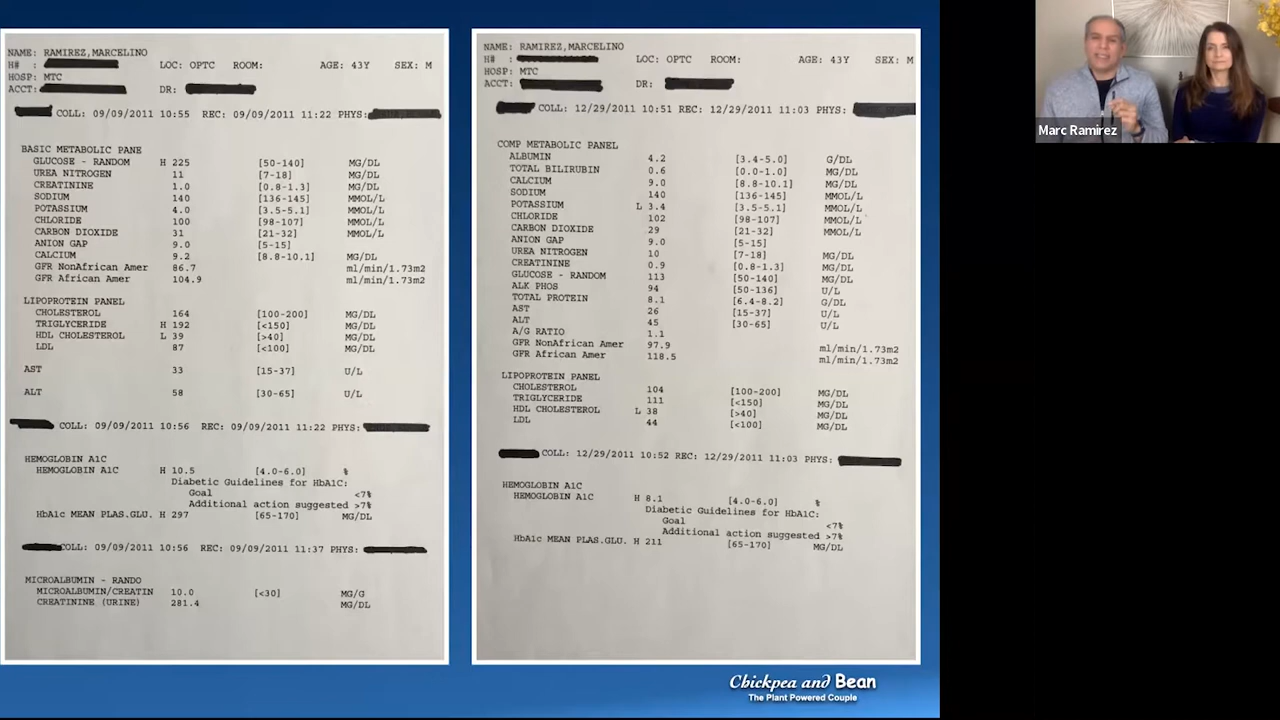 NAME: RAMIREZ,MARCELINO
H# : LOC: OPTC ROOM: AGE: 43Y SEX: M
HOSP: MTC
ACCT: DR:
COLL: 09/09/2011 10:55 REC: 09/09/2011 11:22 PHYS:
BASIC METABOLIC PANE
GLUCOSE - RANDOM H 225 [50-140] MG/DL
UREA NITROGEN 11 [7-18] MG/DL
CREATININE 1.0 [0.8-1.3] MG/DL
SODIUM 140 [136-145] MMOL/L
POTASSIUM 4.0 [3.5-5.1] MMOL/L
CHLORIDE 100 [98-107] MMOL/L
CARBON DIOXIDE 31 [21-32] MMOL/L
ANION GAP 9.0 [5-15]
CALCIUM 9.2 [8.8-10.1] MG/DL
GFR NonAfrican Amer 86.7 ml/min/1.73m2
GFR African Amer 104.9 ml/min/1.73m2
LIPOPROTEIN PANEL
CHOLESTEROL 164 [100-200] MG/DL
TRIGLYCERIDE H 192 [<150] MG/DL
HDL CHOLESTEROL L 39 [>40] MG/DL
LDL 87 [<100] MG/DL
AST 33 [15-37] U/L
ALT 58 [30-65] U/L
COLL: 09/09/2011 10:56 REC: 09/09/2011 11:22 PHYS:
HEMOGLOBIN A1C
HEMOGLOBIN A1C H 10.5 [4.0-6.0] %
Diabetic Guidelines for HbA1C:
Goal <7%
Additional action suggested >7%
HbA1c MEAN PLAS.GLU. H 297 [65-170] MG/DL
COLL: 09/09/2011 10:56 REC: 09/09/2011 11:37 PHYS:
MICROALBUMIN - RANDO
MICROALBUMIN/CREATIN 10.0 [<30] MG/G
CREATININE (URINE) 281.4 MG/DL
NAME: RAMIREZ,MARCELINO
H# : LOC: OPTC ROOM: AGE: 43Y SEX: M
HOSP: MTC
ACCT: DR:
COLL: 12/29/2011 10:51 REC: 12/29/2011 11:03 PHYS:
COMP METABOLIC PANEL
ALBUMIN 4.2 [3.4-5.0] G/DL
TOTAL BILIRUBIN 0.6 [0.0-1.0] MG/DL
CALCIUM 9.0 [8.8-10.1] MG/DL
SODIUM 140 [136-145] MMOL/L
POTASSIUM L 3.4 [3.5-5.1] MMOL/L
CHLORIDE 102 [98-107] MMOL/L
CARBON DIOXIDE 29 [21-32] MMOL/L
ANION GAP 9.0 [5-15]
UREA NITROGEN 10 [7-18] MG/DL
CREATININE 0.9 [0.8-1.3] MG/DL
GLUCOSE - RANDOM 113 [50-140] MG/DL
ALK PHOS 94 [50-136] U/L
TOTAL PROTEIN 8.1 [6.4-8.2] G/DL
AST 26 [15-37] U/L
ALT 45 [30-65] U/L
A/G RATIO 1.1
GFR NonAfrican Amer 97.9 ml/min/1.73m2
GFR African Amer 118.5 ml/min/1.73m2
LIPOPROTEIN PANEL
CHOLESTEROL 104 [100-200] MG/DL
TRIGLYCERIDE 111 [<150] MG/DL
HDL CHOLESTEROL L 38 [>40] MG/DL
LDL 44 [<100] MG/DL
COLL: 12/29/2011 10:52 REC: 12/29/2011 11:03 PHYS:
HEMOGLOBIN A1C
HEMOGLOBIN A1C H 8.1 [4.0-6.0] %
Diabetic Guidelines for HbA1C:
Goal <7%
Additional action suggested >7%
HbA1c MEAN PLAS.GLU. H 211 [65-170] MG/DL
Chickpea and Bean
The Plant Powered Couple
Marc Ramirez